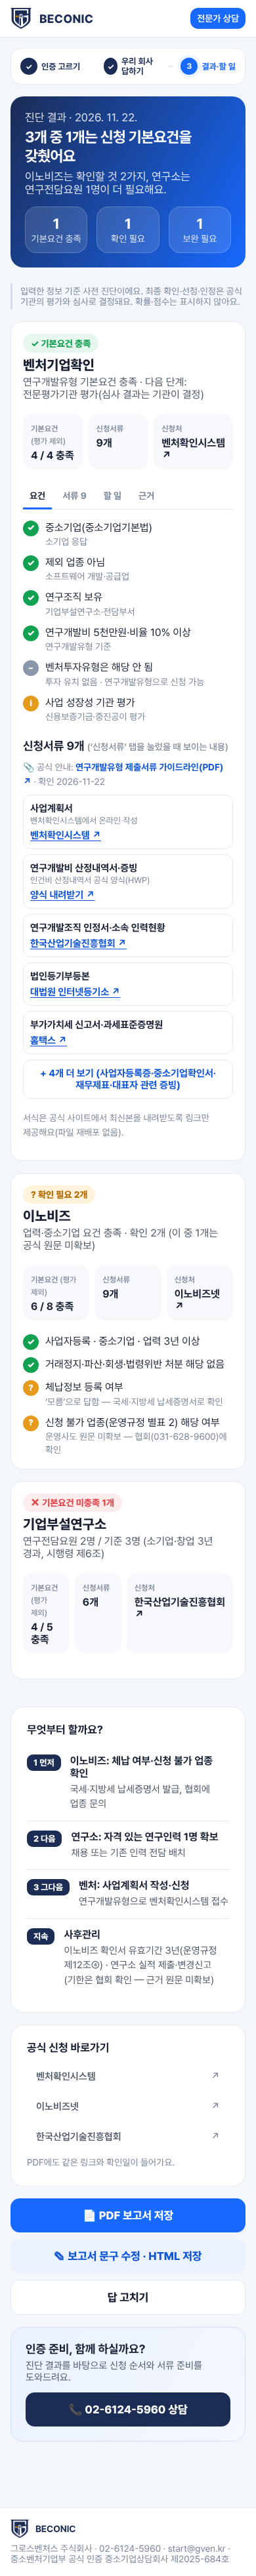 BECONIC
전문가 상담
인증 고르기
우리 회사
답하기
3
결과·할 일
진단 결과 · 2026. 11. 22.
3개 중 1개는 신청 기본요건을
갖췄어요
이노비즈는 확인할 것 2가지, 연구소는
연구전담요원 1명이 더 필요해요.
1
기본요건 충족
1
확인 필요
1
보완 필요
입력한 정보 기준 사전 진단이에요. 최종 확인·선정·인정은 공식
기관의 평가와 심사로 결정돼요. 확률·점수는 표시하지 않아요.
✓ 기본요건 충족
벤처기업확인
연구개발유형 기본요건 충족 · 다음 단계:
전문평가기관 평가(심사 결과는 기관이 결정)
기본요건
(평가 제외)
4 / 4 충족
신청서류
9개
신청처
벤처확인시스템
↗
요건
서류 9
할 일
근거
중소기업(중소기업기본법)
소기업 응답
제외 업종 아님
소프트웨어 개발·공급업
연구조직 보유
기업부설연구소·전담부서
연구개발비 5천만원·비율 10% 이상
연구개발유형 기준
– 벤처투자유형은 해당 안 됨
투자 유치 없음 · 연구개발유형으로 신청 가능
i 사업 성장성 기관 평가
신용보증기금·중진공이 평가
신청서류 9개 (‘신청서류’ 탭을 눌렀을 때 보이는 내용)
📎 공식 안내: 연구개발유형 제출서류 가이드라인(PDF)
↗ · 확인 2026-11-22
사업계획서
벤처확인시스템에서 온라인 작성
벤처확인시스템 ↗
연구개발비 산정내역서·증빙
인건비 산정내역서 공식 양식(HWP)
양식 내려받기 ↗
연구개발조직 인정서·소속 인력현황
한국산업기술진흥협회 ↗
법인등기부등본
대법원 인터넷등기소 ↗
부가가치세 신고서·과세표준증명원
홈택스 ↗
+ 4개 더 보기 (사업자등록증·중소기업확인서·
재무제표·대표자 관련 증빙)
서식은 공식 사이트에서 최신본을 내려받도록 링크만
제공해요(파일 재배포 없음).
? 확인 필요 2개
이노비즈
업력·중소기업 요건 충족 · 확인 2개 (이 중 1개는
공식 원문 미확보)
기본요건 (평가
제외)
6 / 8 충족
신청서류
9개
신청처
이노비즈넷
↗
사업자등록 · 중소기업 · 업력 3년 이상
거래정지·파산·회생·법령위반 처분 해당 없음
? 체납정보 등록 여부
‘모름’으로 답함 — 국세·지방세 납세증명서로 확인
? 신청 불가 업종(운영규정 별표 2) 해당 여부
운영사도 원문 미확보 — 협회(031-628-9600)에
확인
✕ 기본요건 미충족 1개
기업부설연구소
연구전담요원 2명 / 기준 3명 (소기업·창업 3년
경과, 시행령 제6조)
기본요건
(평가
제외)
4 / 5
충족
신청서류
6개
신청처
한국산업기술진흥협회
↗
무엇부터 할까요?
1 먼저
이노비즈: 체납 여부·신청 불가 업종
확인
국세·지방세 납세증명서 발급, 협회에
업종 문의
2 다음
연구소: 자격 있는 연구인력 1명 확보
채용 또는 기존 인력 전담 배치
3 그다음
벤처: 사업계획서 작성·신청
연구개발유형으로 벤처확인시스템 접수
지속
사후관리
이노비즈 확인서 유효기간 3년(운영규정
제12조④) · 연구소 실적 제출·변경신고
(기한은 협회 확인 — 근거 원문 미확보)
공식 신청 바로가기
벤처확인시스템 ↗
이노비즈넷 ↗
한국산업기술진흥협회 ↗
PDF에도 같은 링크와 확인일이 들어가요.
📄 PDF 보고서 저장
✎ 보고서 문구 수정 · HTML 저장
답 고치기
인증 준비, 함께 하실까요?
진단 결과를 바탕으로 신청 순서와 서류 준비를
도와드려요.
📞 02-6124-5960 상담
BECONIC
그로스벤처스 주식회사 · 02-6124-5960 · start@gven.kr ·
중소벤처기업부 공식 인증 중소기업상담회사 제2025-684호